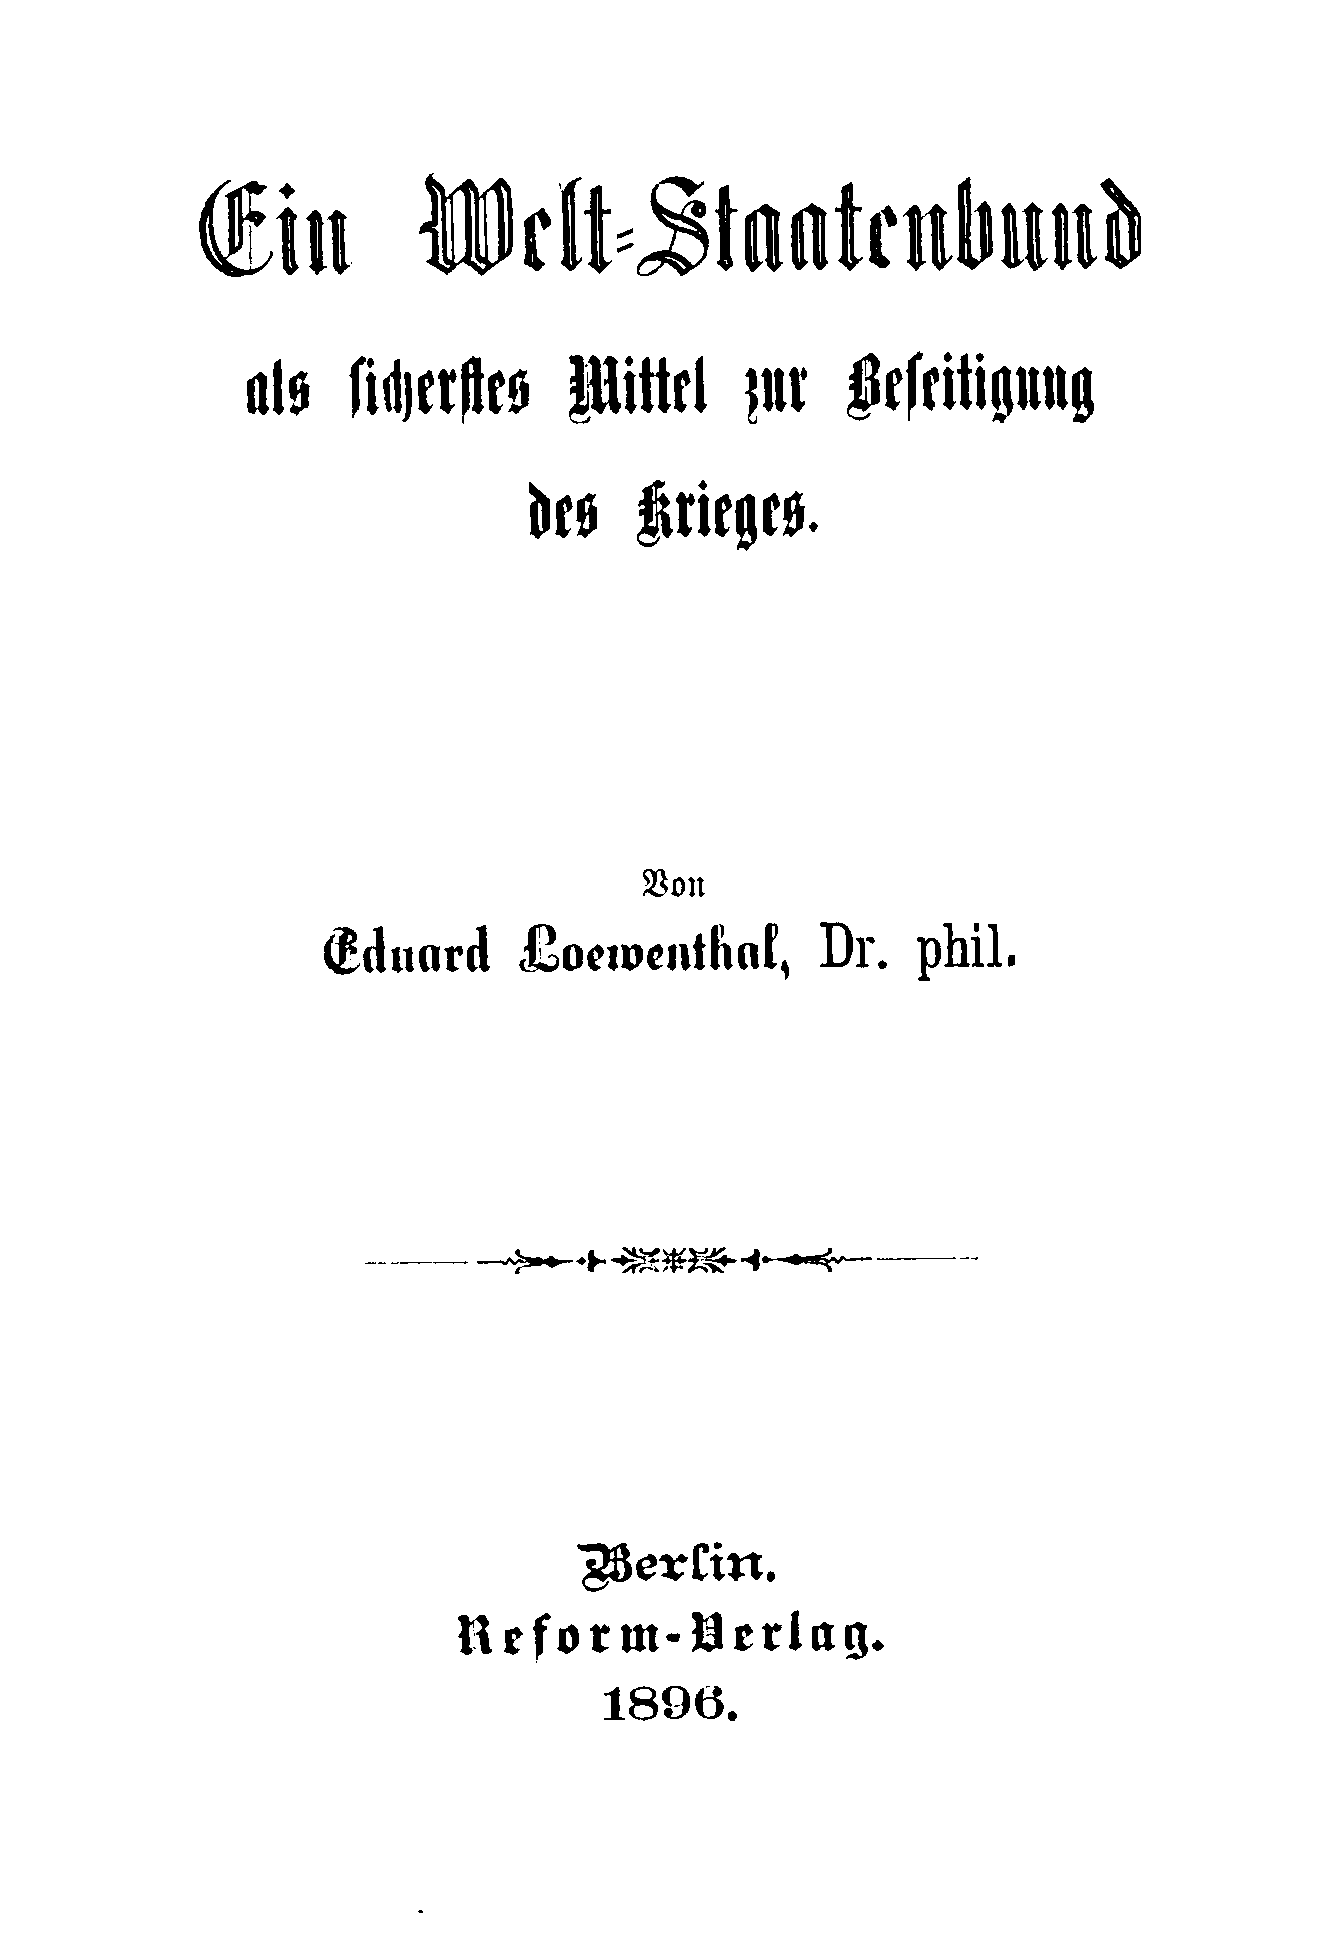 Ein Welt-Staatenbund
als sicherstes Mittel zur Beseitigung
des Krieges.
Von
Eduard Loewenthal, Dr. phil.
Berlin.
Reform-Verlag.
1896.